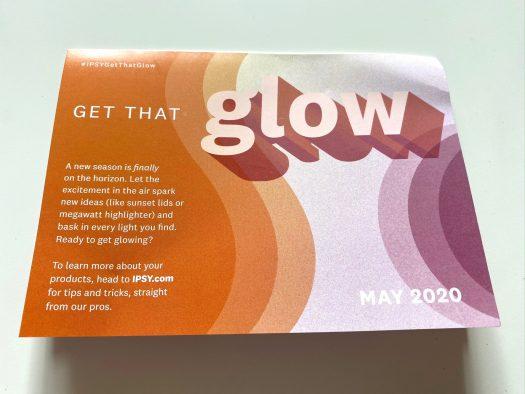 #IPSYGetThatGlow
GET THAT glow
A new season is finally
on the horizon. Let the
excitement in the air spark
new ideas (like sunset lids or
megawatt highlighter) and
bask in every light you find.
Ready to get glowing?
To learn more about your
products, head to IPSY.com
for tips and tricks, straight
from our pros.
MAY 2020